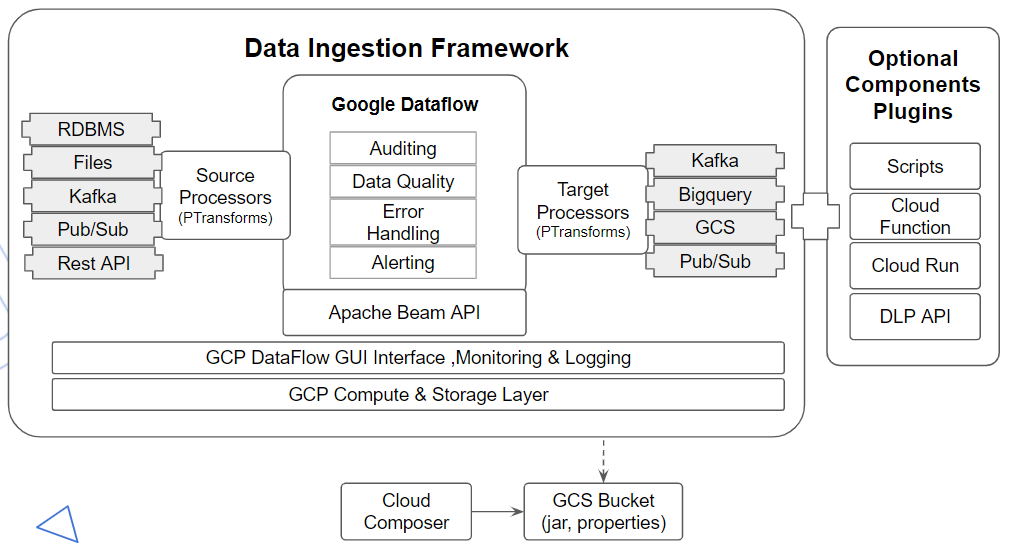 Data Ingestion Framework
Optional
Components
Plugins
Google Dataflow
RDBMS
Files
Kafka
Pub/Sub
Rest API
Source
Processors
(PTransforms)
Auditing
Data Quality
Error
Handling
Alerting
Apache Beam API
Target
Processors
(PTransforms)
Kafka
Bigquery
GCS
Pub/Sub
Scripts
Cloud
Function
Cloud Run
DLP API
GCP DataFlow GUI Interface ,Monitoring & Logging
GCP Compute & Storage Layer
Cloud
Composer
GCS Bucket
(jar, properties)